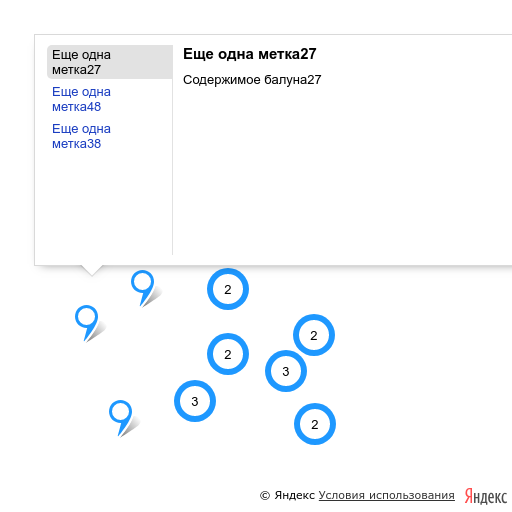 Еще одна
метка27
Еще одна
метка48
Еще одна
метка38
Еще одна метка27
Содержимое балуна27
2
2
2
3
3
2
© Яндекс Условия использования Яндекс